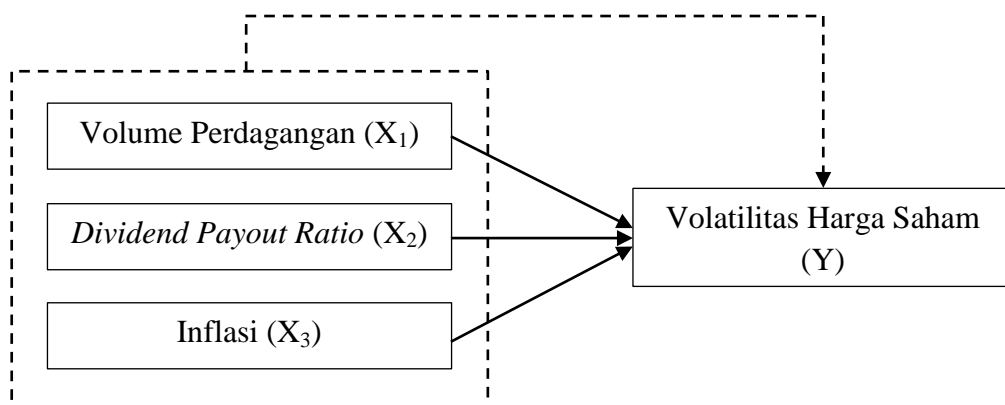 Volume Perdagangan (X₁)
Dividend Payout Ratio (X₂)
Inflasi (X₃)
Volatilitas Harga Saham
(Y)